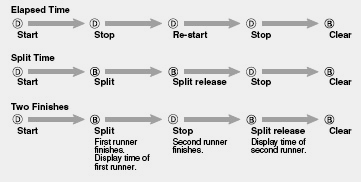 Elapsed Time
Ⓓ Ⓓ Ⓓ Ⓓ Ⓑ
Start Stop Re-start Stop Clear
Split Time
Ⓓ Ⓑ Ⓑ Ⓓ Ⓑ
Start Split Split release Stop Clear
Two Finishes
Ⓓ Ⓑ Ⓓ Ⓑ Ⓑ
Start Split Stop Split release Clear
First runner finishes. Display time of first runner.
Second runner finishes.
Display time of second runner.